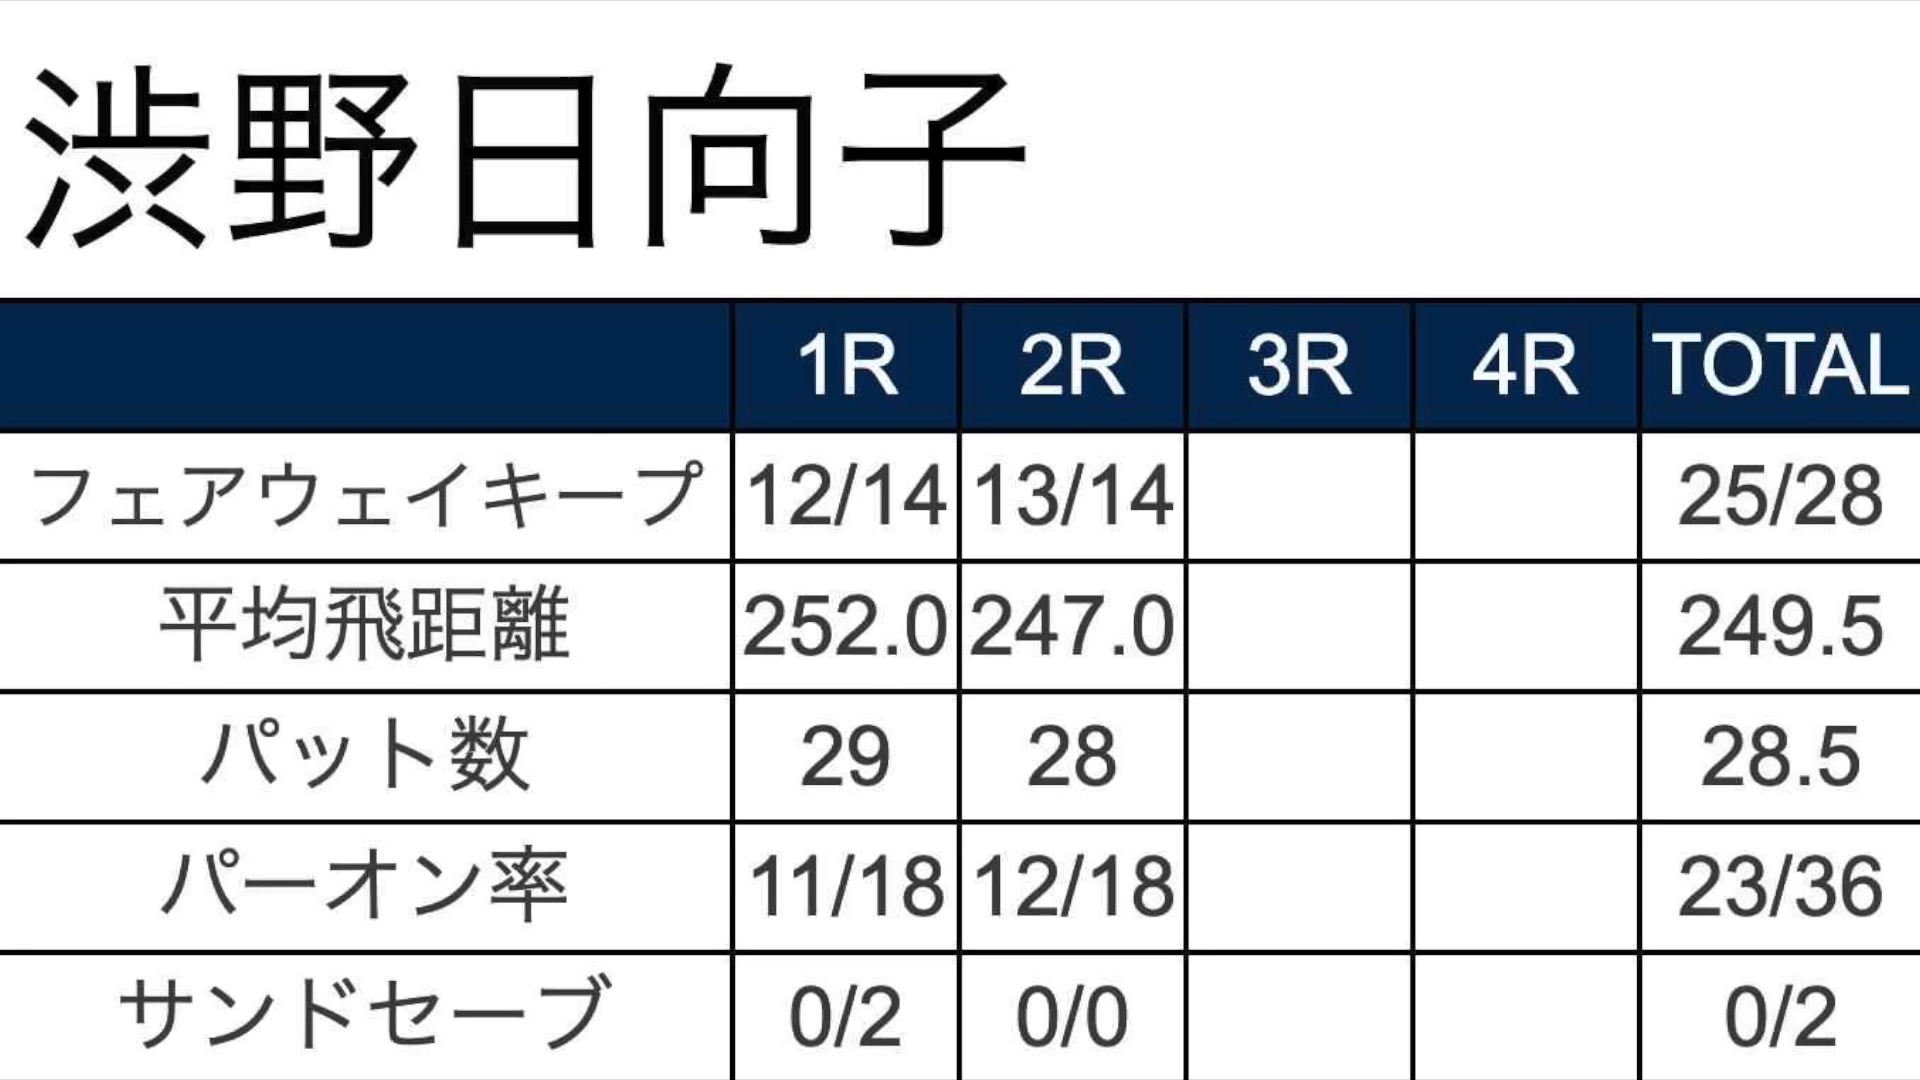 渋野日向子
1R 2R 3R 4R TOTAL
フェアウェイキープ 12/14 13/14 25/28
平均飛距離 252.0 247.0 249.5
パット数 29 28 28.5
パーオン率 11/18 12/18 23/36
サンドセーブ 0/2 0/0 0/2